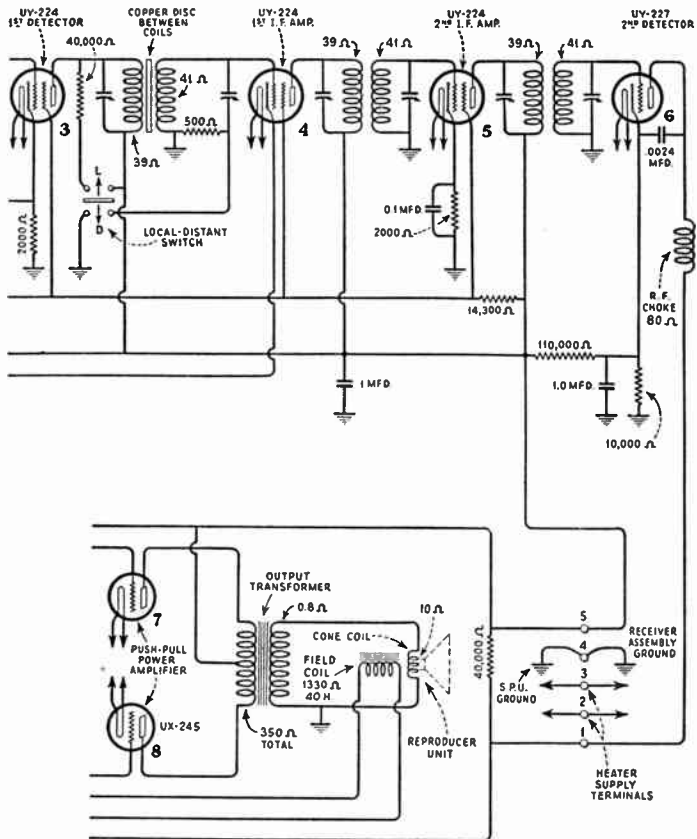 UY-224
1ST DETECTOR
COPPER DISC
BETWEEN
COILS
UY-224
1ST I.F. AMP.
UY-224
2ND I.F. AMP.
UY-227
2ND DETECTOR
40,000Ω
41 Ω
39Ω
41Ω
39Ω
41Ω
3
4
5
6
500Ω
39Ω
.0024
MFD.
L
D
LOCAL-DISTANT
SWITCH
2000Ω
0.1 MFD.
2000Ω
R.F.
CHOKE
80Ω
14,300Ω
110,000Ω
1 MFD.
1.0 MFD.
10,000Ω
7
PUSH-PULL
POWER
AMPLIFIER
UX-245
8
OUTPUT
TRANSFORMER
0.8Ω
CONE COIL
10Ω
FIELD
COIL
1330Ω
40 H.
350Ω
TOTAL
REPRODUCER
UNIT
40,000Ω
5
4
3
2
1
RECEIVER
ASSEMBLY
GROUND
S.P.U.
GROUND
HEATER
SUPPLY
TERMINALS